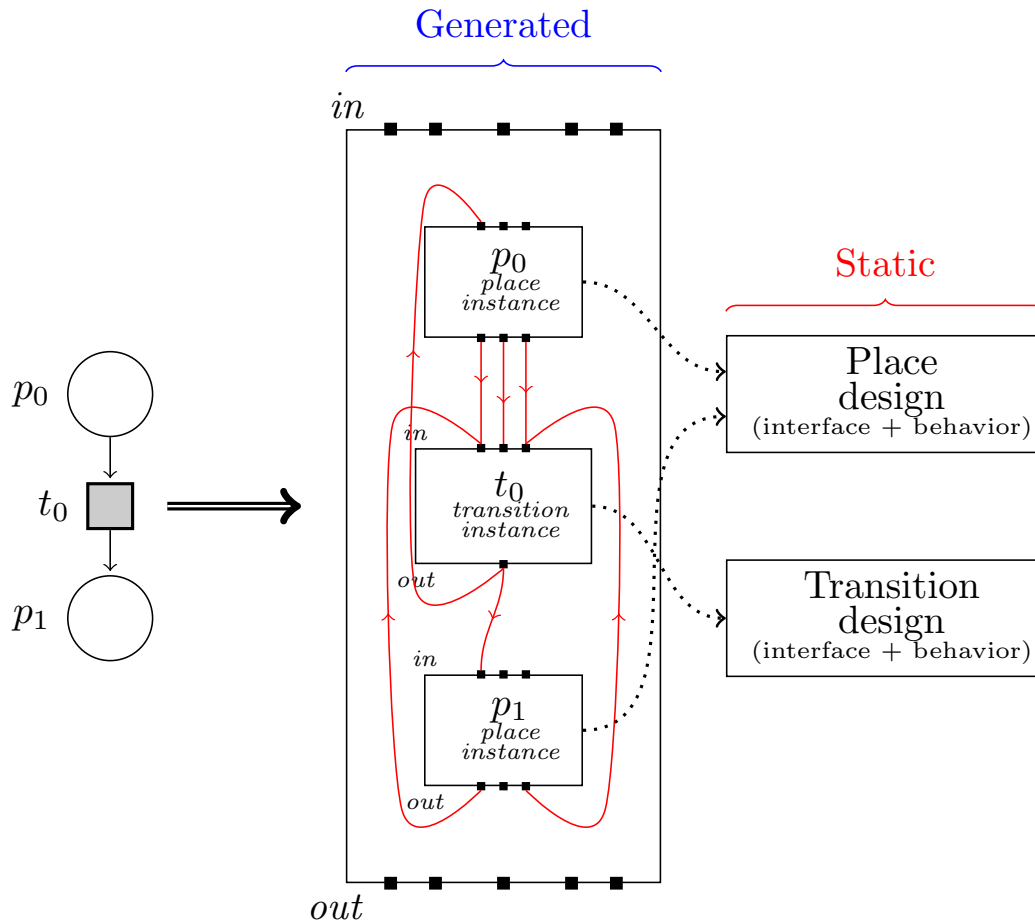 Generated
in
p₀
place
instance
Static
Place
design
(interface + behavior)
p₀
in
t₀
transition
instance
t₀
out
Transition
design
(interface + behavior)
p₁
in
p₁
place
instance
out
out